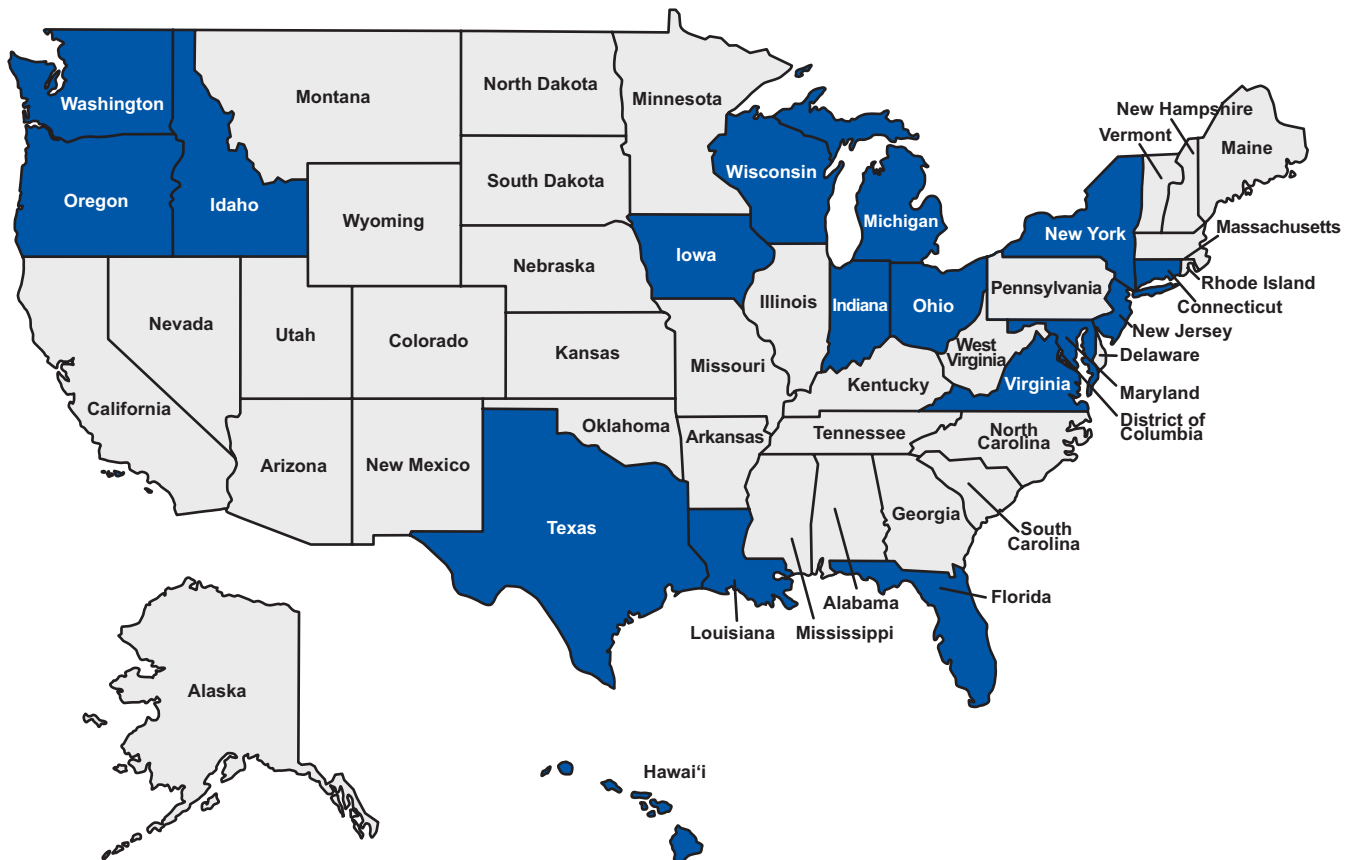 Washington
Montana
North Dakota
Minnesota
New Hampshire
Vermont
Maine
Oregon
Idaho
Wyoming
South Dakota
Wisconsin
Michigan
New York
Massachusetts
Nebraska
Iowa
Illinois
Indiana
Ohio
Pennsylvania
Rhode Island
Connecticut
New Jersey
Nevada
Utah
Colorado
Kansas
Missouri
Kentucky
West
Virginia
Virginia
Delaware
Maryland
District of
Columbia
California
Arizona
New Mexico
Oklahoma
Arkansas
Tennessee
North
Carolina
Texas
Georgia
South
Carolina
Louisiana
Mississippi
Alabama
Florida
Alaska
Hawai‘i